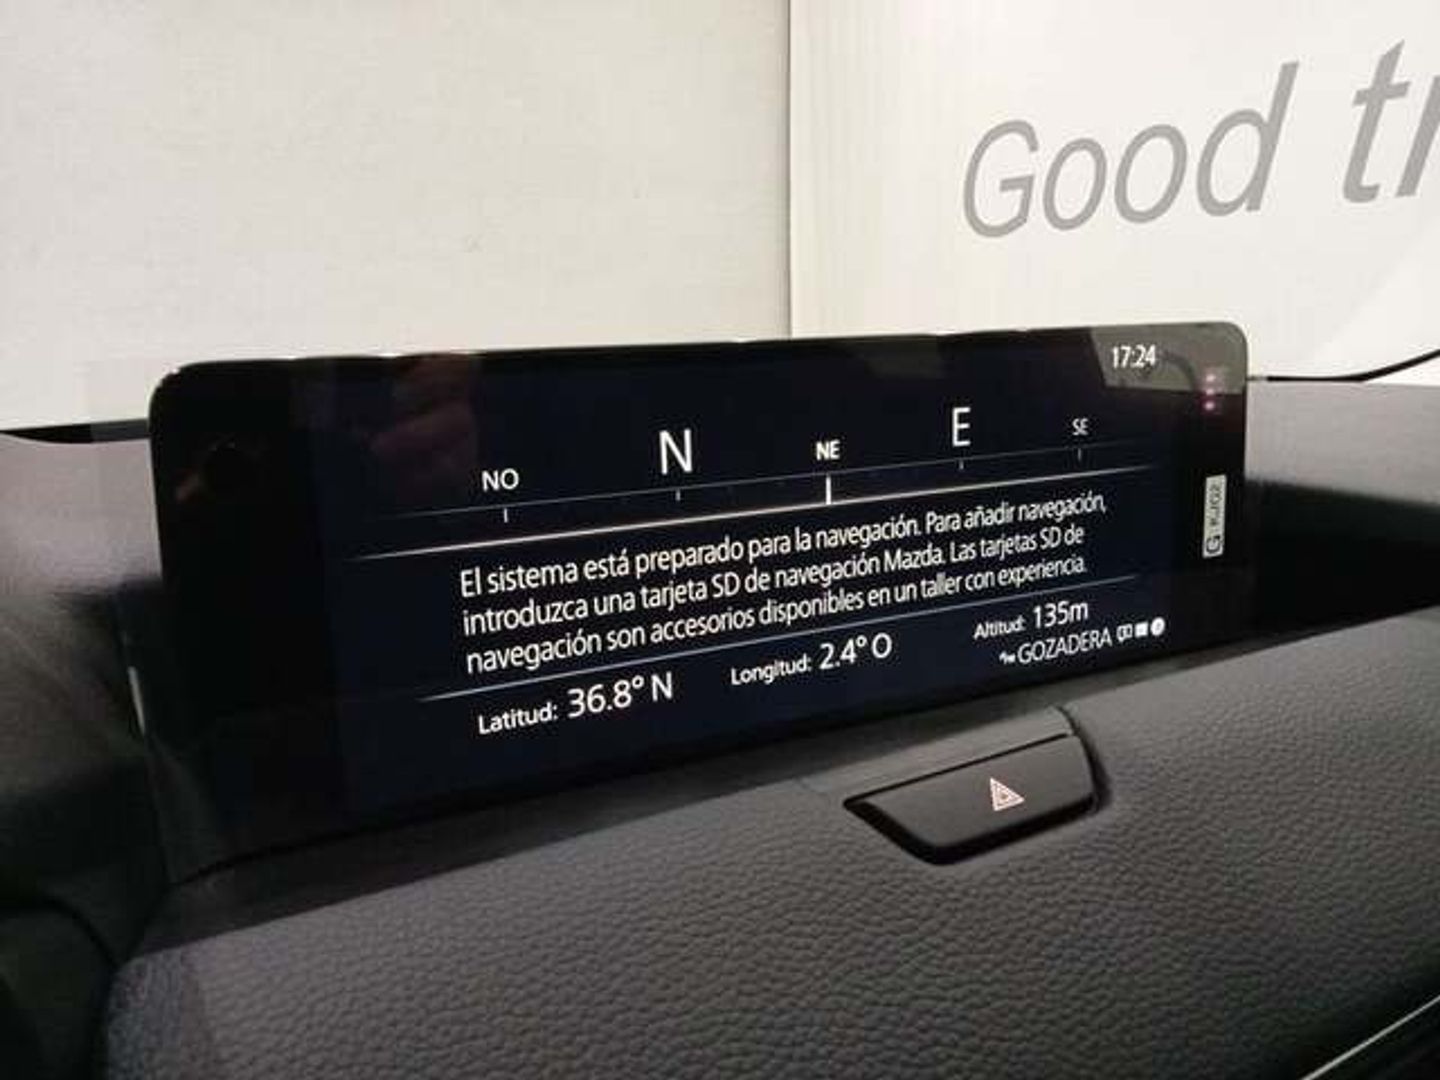 Good
17:24
NO N NE E SE
El sistema está preparado para la navegación. Para añadir navegación,
introduzca una tarjeta SD de navegación Mazda. Las tarjetas SD de
navegación son accesorios disponibles en un taller con experiencia.
Latitud: 36.8° N Longitud: 2.4° O Altitud: 135m
GOZADERA